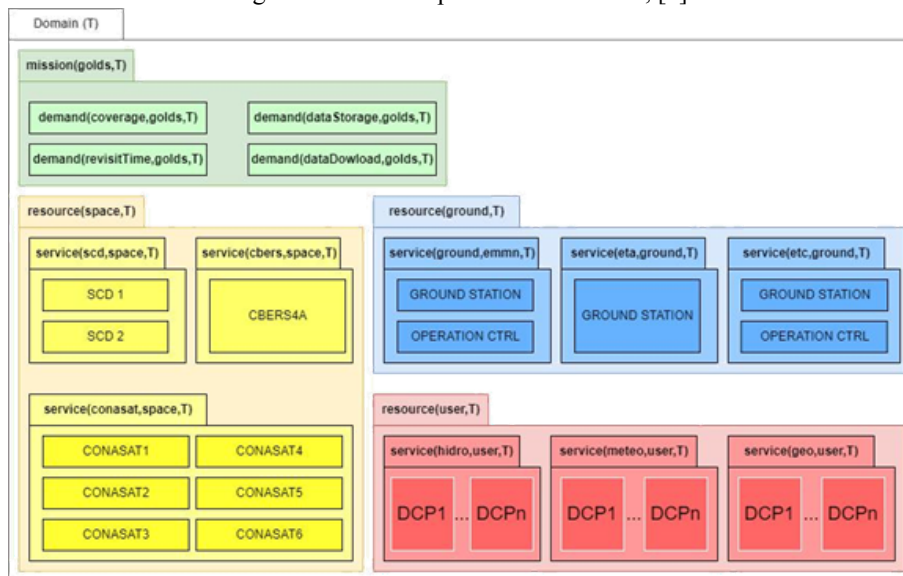 Domain (T)
mission(golds,T)
demand(coverage,golds,T)
demand(dataStorage,golds,T)
demand(revisitTime,golds,T)
demand(dataDowload,golds,T)
resource(space,T)
service(scd,space,T)
service(cbers,space,T)
SCD 1
SCD 2
CBERS4A
service(conasat,space,T)
CONASAT1
CONASAT4
CONASAT2
CONASAT5
CONASAT3
CONASAT6
resource(ground,T)
service(ground,emmn,T)
service(eta,ground,T)
service(etc,ground,T)
GROUND STATION
OPERATION CTRL
GROUND STATION
GROUND STATION
OPERATION CTRL
resource(user,T)
service(hidro,user,T)
service(meteo,user,T)
service(geo,user,T)
DCP1 ... DCPn
DCP1 ... DCPn
DCP1 ... DCPn